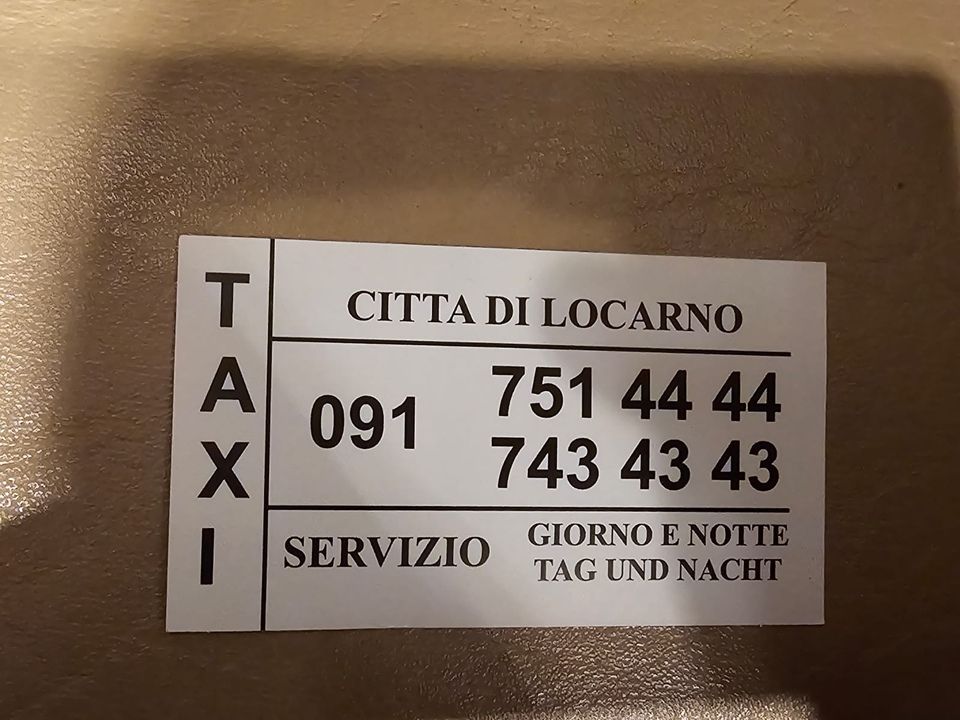 TAXI
CITTA DI LOCARNO
091
751 44 44
743 43 43
SERVIZIO
GIORNO E NOTTE
TAG UND NACHT